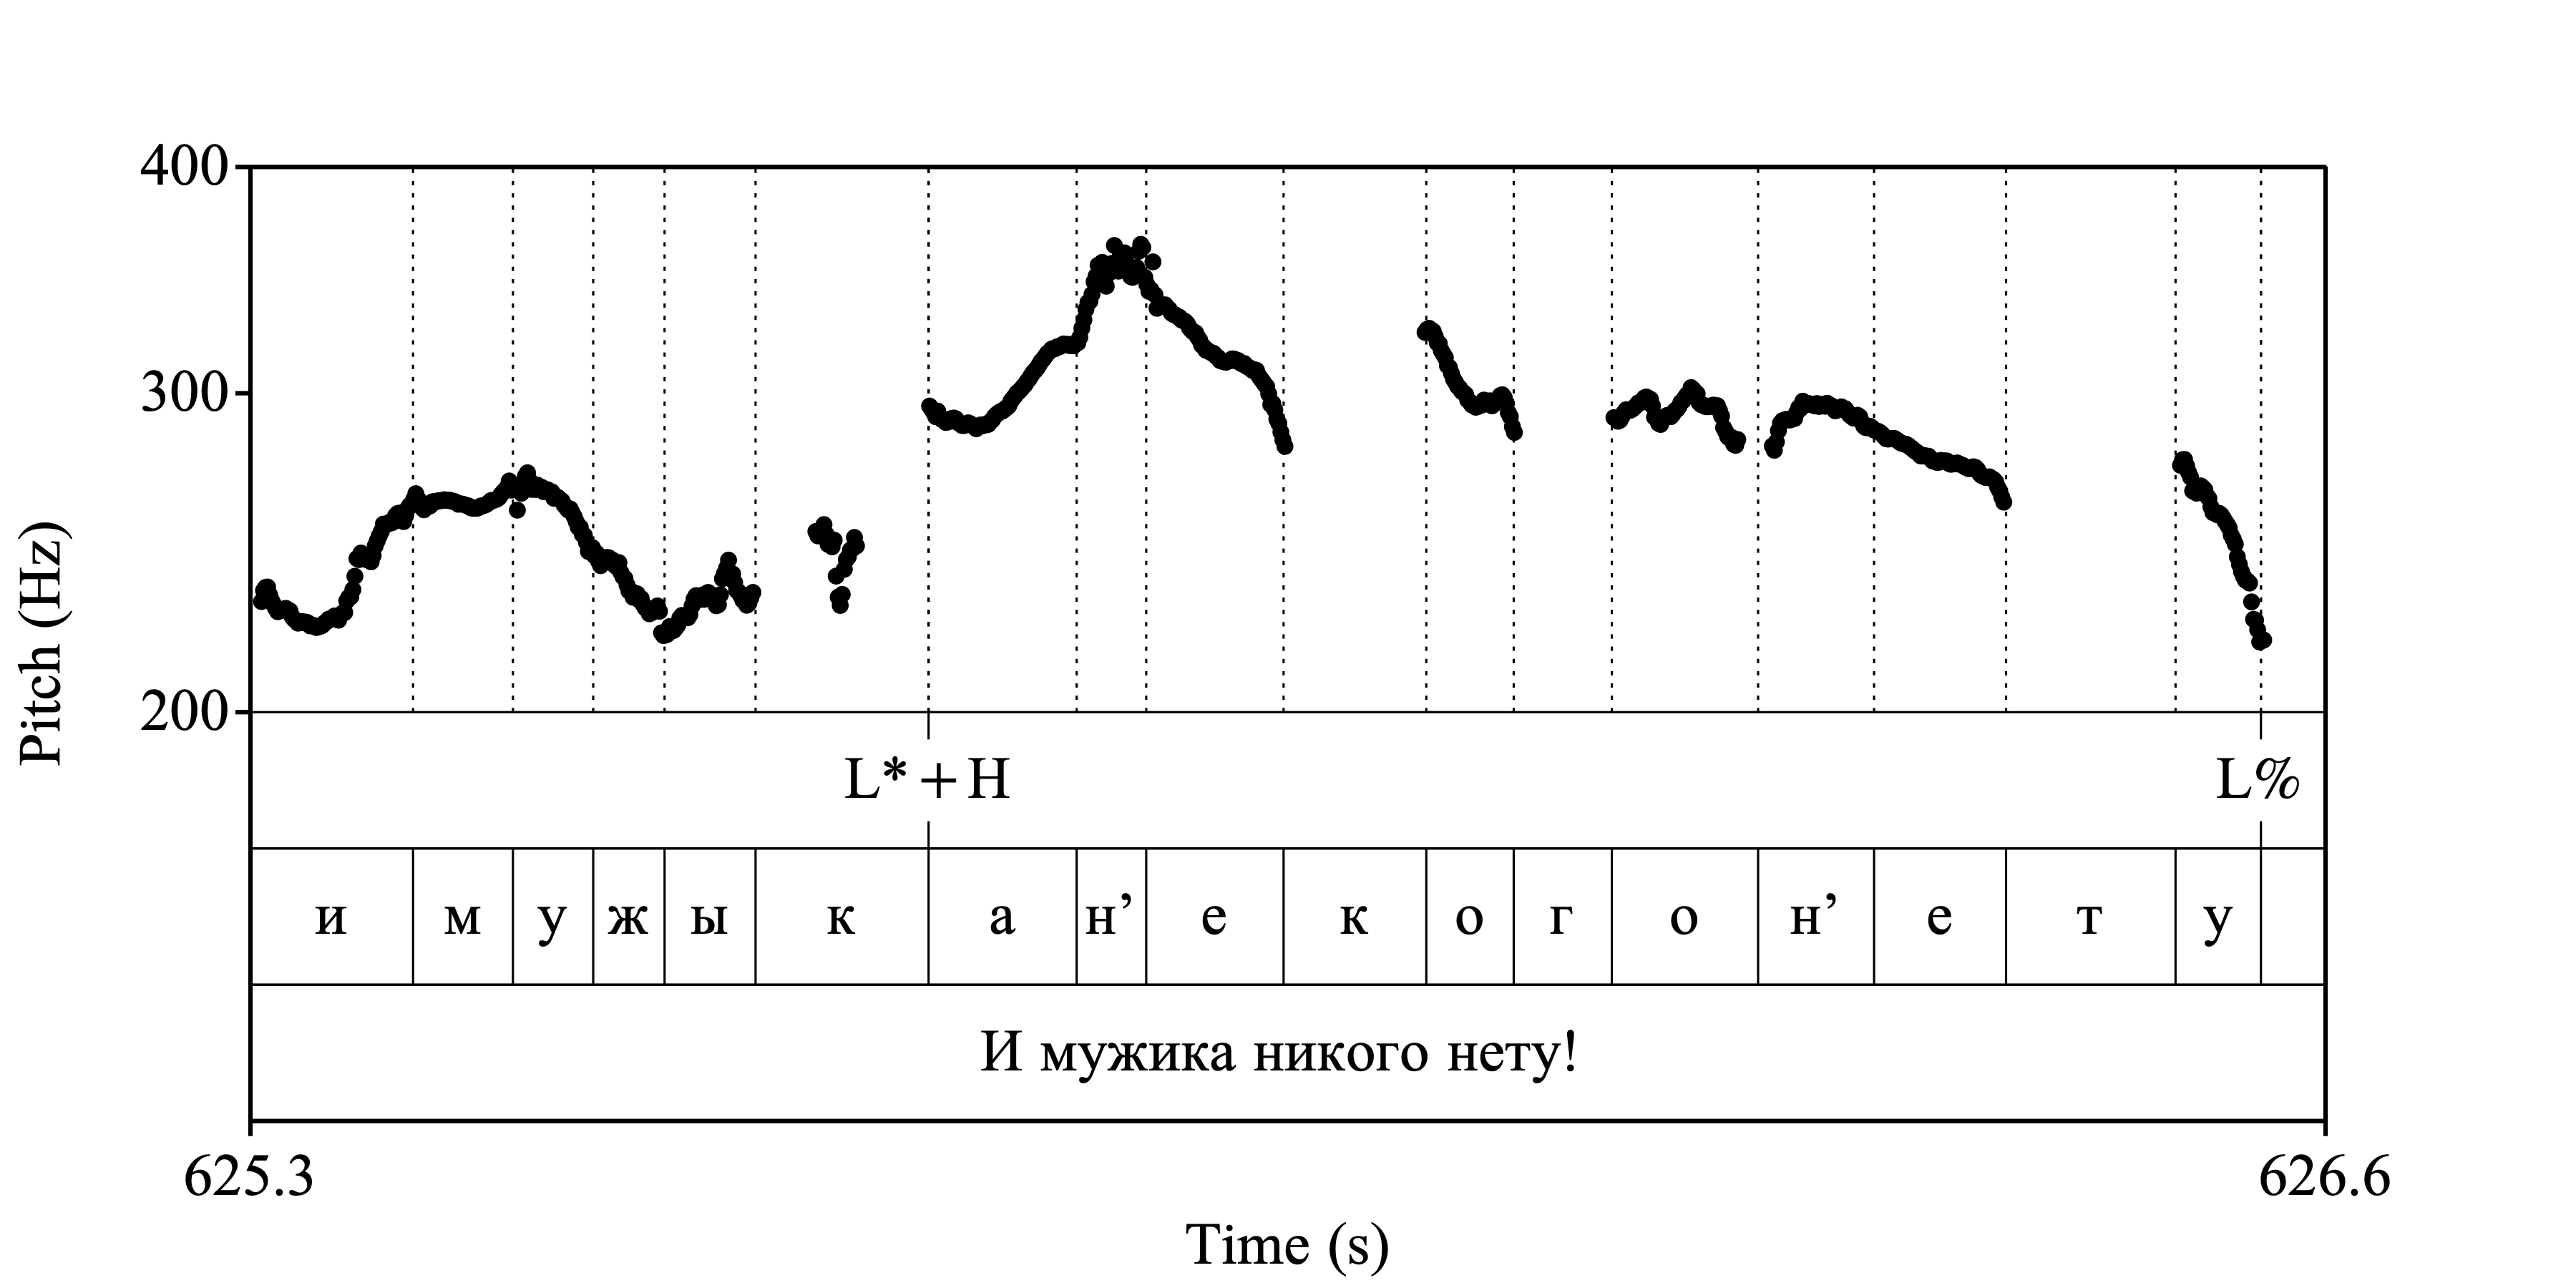 400
300
200
Pitch (Hz)
L* + H L%
и м у ж ы к а н’ е к о г о н’ е т у
И мужика никого нету!
625.3 626.6
Time (s)